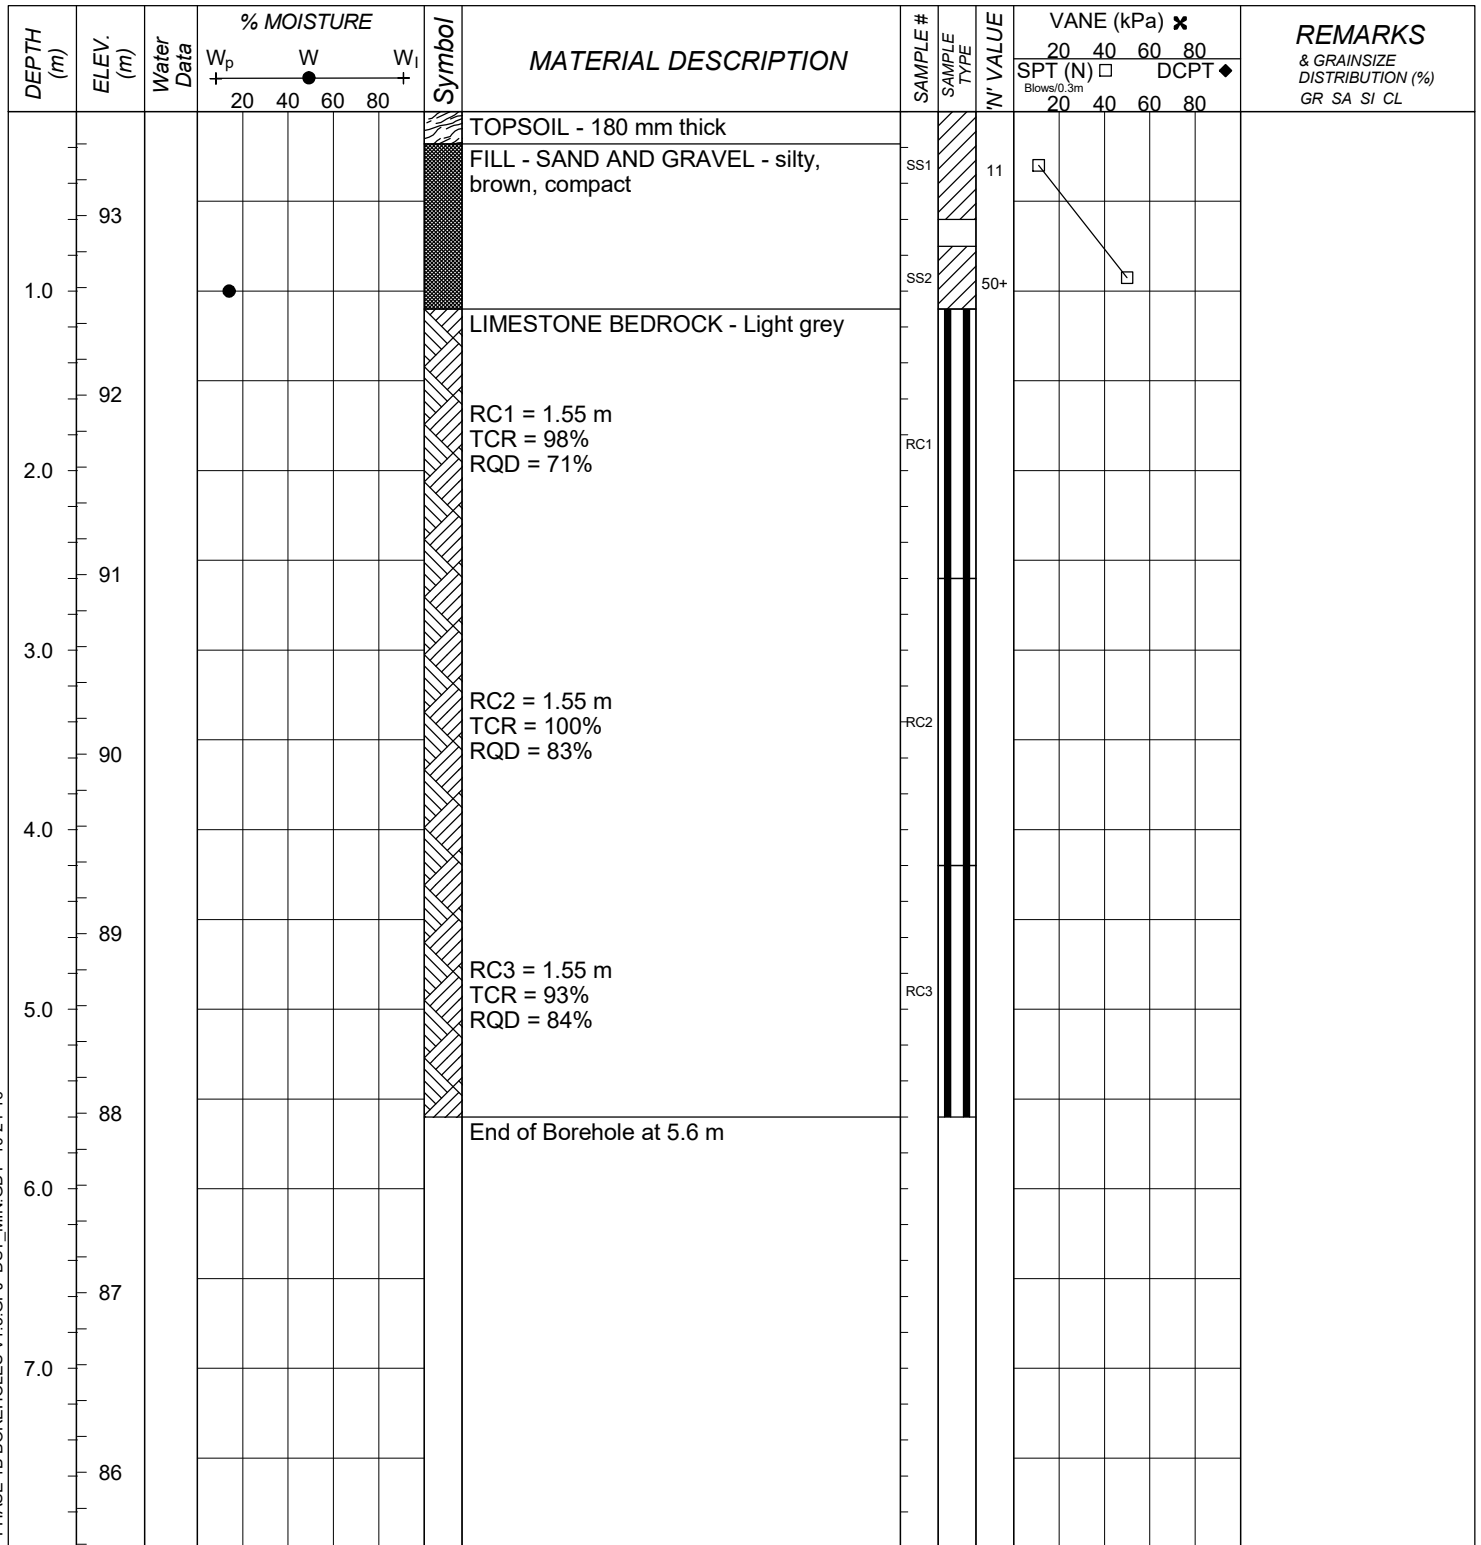 DEPTH (m)
ELEV. (m)
Water Data
% MOISTURE
Wp W Wl
20 40 60 80
Symbol
MATERIAL DESCRIPTION
SAMPLE #
SAMPLE TYPE
'N' VALUE
VANE (kPa) ✖
20 40 60 80
SPT (N) □ DCPT ◆
Blows/0.3m
20 40 60 80
REMARKS
& GRAINSIZE
DISTRIBUTION (%)
GR SA SI CL
TOPSOIL - 180 mm thick
FILL - SAND AND GRAVEL - silty,
brown, compact
SS1
11
93
SS2
50+
1.0
LIMESTONE BEDROCK - Light grey
92
RC1 = 1.55 m
TCR = 98%
RQD = 71%
RC1
2.0
91
3.0
RC2 = 1.55 m
TCR = 100%
RQD = 83%
RC2
90
4.0
89
RC3 = 1.55 m
TCR = 93%
RQD = 84%
RC3
5.0
88
End of Borehole at 5.6 m
6.0
87
7.0
86